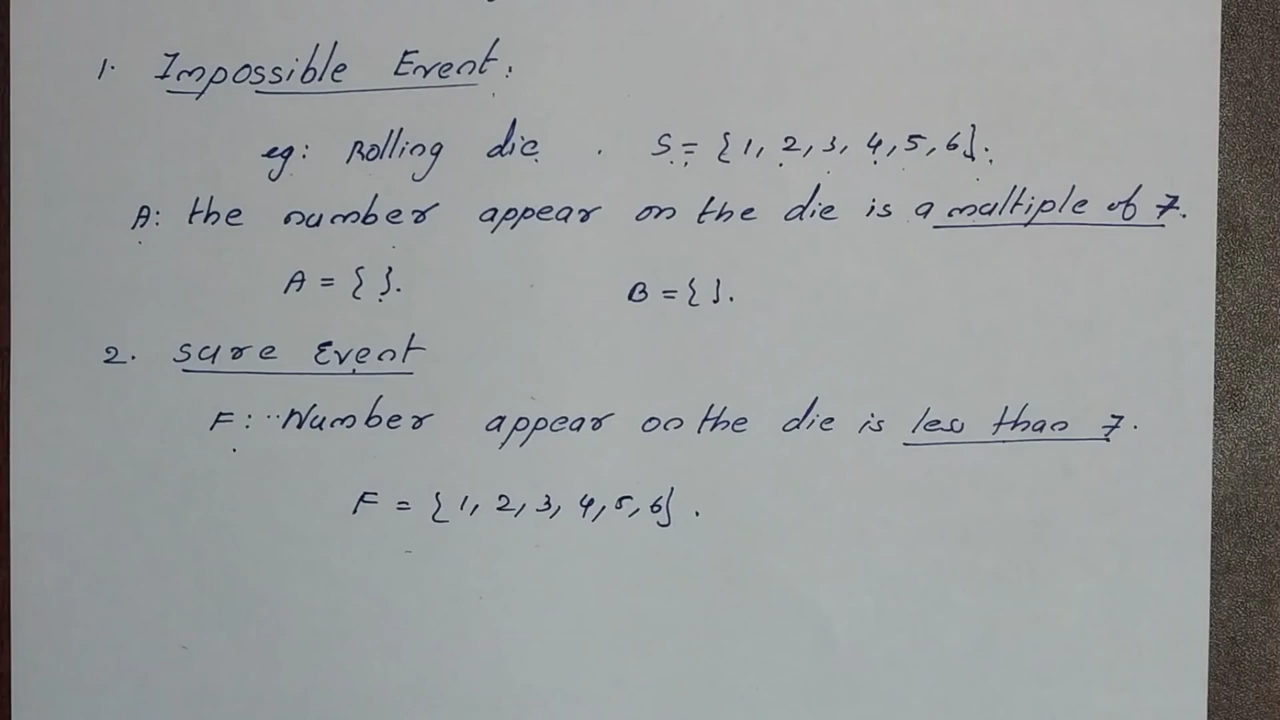 1. Impossible Event.
eg: Rolling die. S = {1, 2, 3, 4, 5, 6}.
A: the number appear on the die is a multiple of 7.
A = { }. B = { }.
2. Sure Event
F: Number appear on the die is less than 7.
F = {1, 2, 3, 4, 5, 6}.